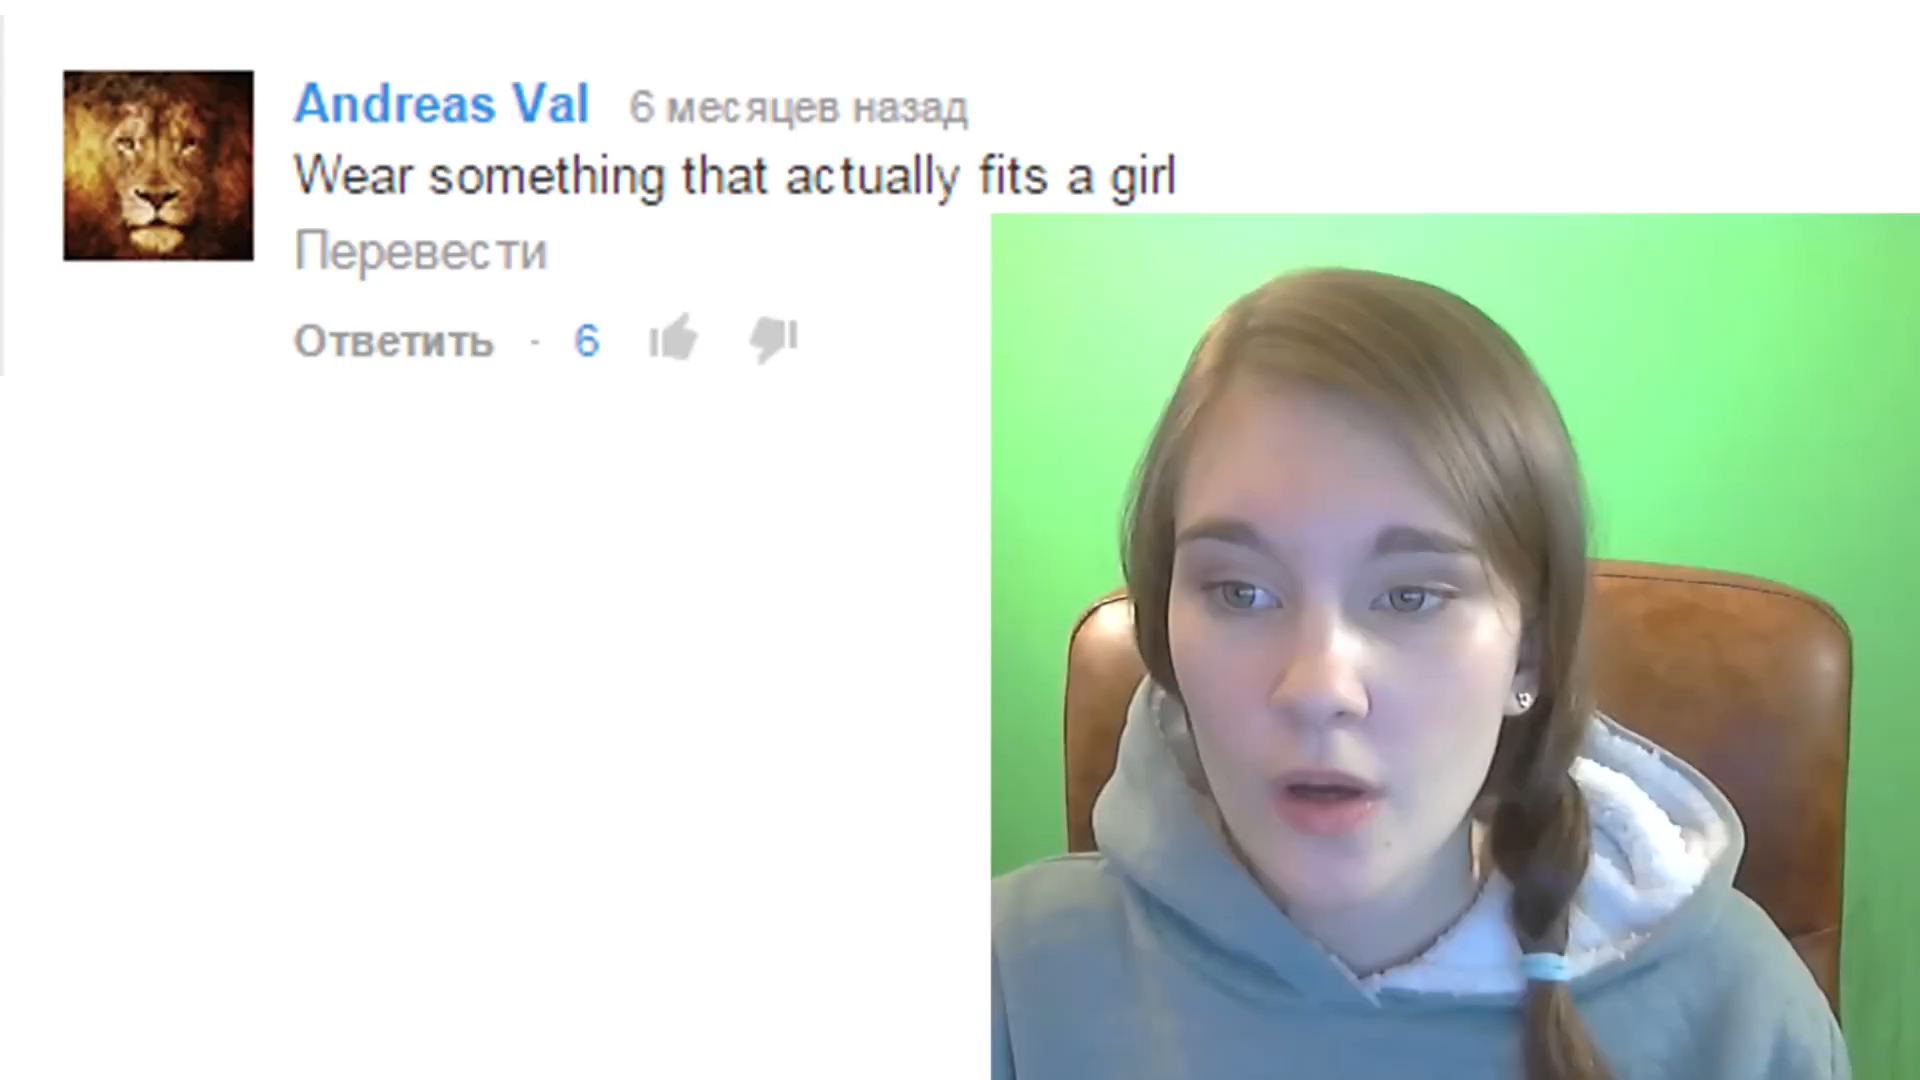 Andreas Val 6 месяцев назад
Wear something that actually fits a girl
Перевести
Ответить · 6